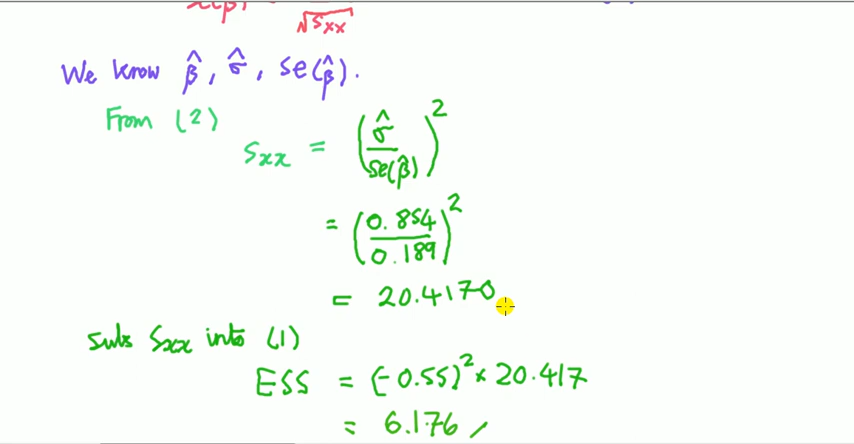 √Sxx
We know β̂, σ̂, se(β̂).
From (2)
Sxx = (σ̂ / se(β̂))²
= (0.854 / 0.189)²
= 20.4170
subs Sxx into (1)
ESS = (-0.55)² × 20.417
= 6.176